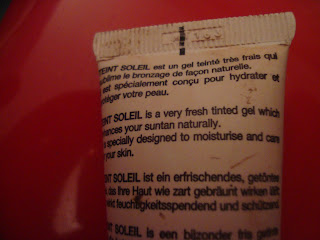 TEINT SOLEIL est un gel teinté très frais qui
sublime le bronzage de façon naturelle.
est spécialement conçu pour hydrater et
protéger votre peau.
TEINT SOLEIL is a very fresh tinted gel which
enhances your suntan naturally.
is specially designed to moisturise and care
your skin.
TEINT SOLEIL ist ein erfrischendes, getöntes
das Ihre Haut wie zart gebräunt wirken läßt
wirkt feuchtigkeitsspendend und schützend
TEINT SOLEIL is een bijzonder fris getinte